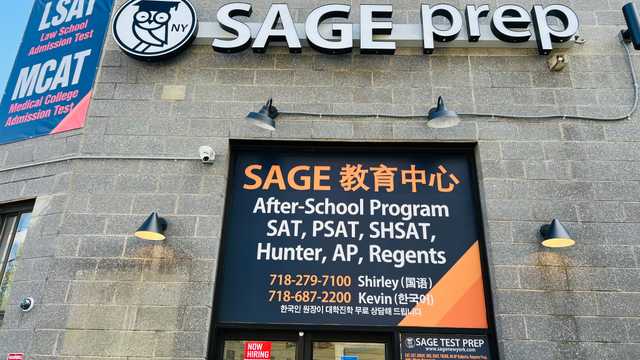 LSAT
Law School
Admission Test
MCAT
Medical College
Admission Test
NY
SAGE prep
SAGE 教育中心
After-School Program
SAT, PSAT, SHSAT,
Hunter, AP, Regents
718-279-7100 Shirley (国语)
718-687-2200 Kevin (한국어)
한국인 원장이 대학진학 무료 상담해 드립니다
NOW
HIRING
SAGE TEST PREP
www.sagenewyork.com